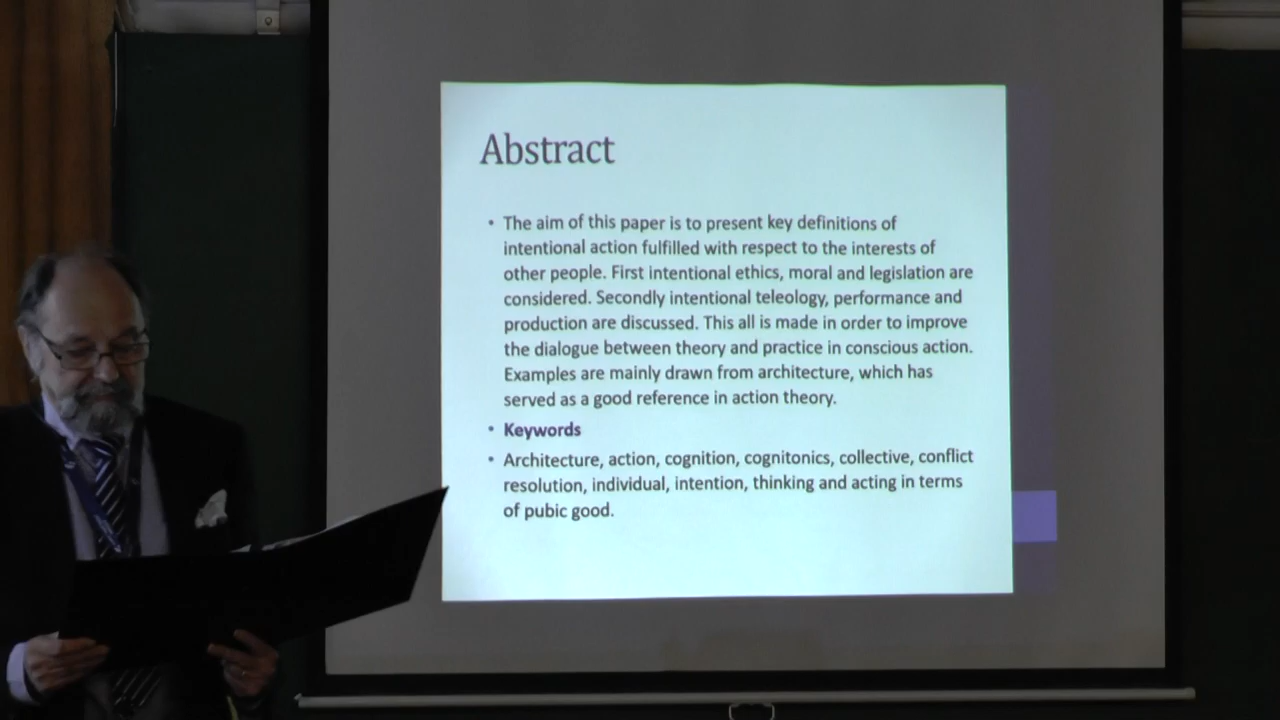 Abstract
• The aim of this paper is to present key definitions of
intentional action fulfilled with respect to the interests of
other people. First intentional ethics, moral and legislation are
considered. Secondly intentional teleology, performance and
production are discussed. This all is made in order to improve
the dialogue between theory and practice in conscious action.
Examples are mainly drawn from architecture, which has
served as a good reference in action theory.
• Keywords
• Architecture, action, cognition, cognitonics, collective, conflict
resolution, individual, intention, thinking and acting in terms
of pubic good.